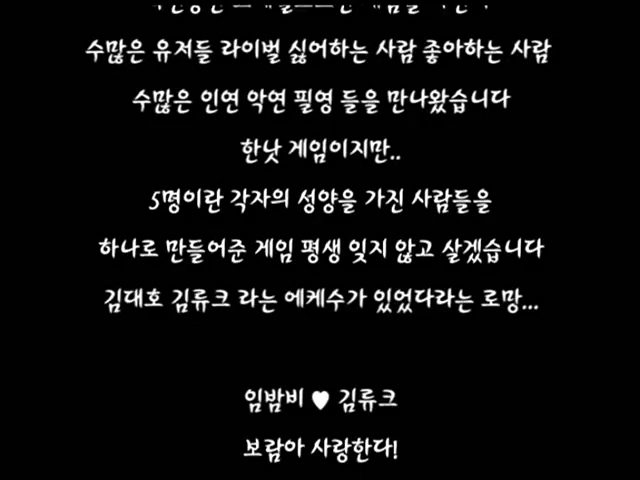 수많은 유저들 라이벌 싫어하는 사람 좋아하는 사람
수많은 인연 악연 필영 들을 만나왔습니다
한낫 게임이지만..
5명이란 각자의 성양을 가진 사람들을
하나로 만들어준 게임 평생 잊지 않고 살겠습니다
김대호 김류크 라는 에케수가 있었다라는 로망...
임밤비 ♥ 김류크
보람아 사랑한다!